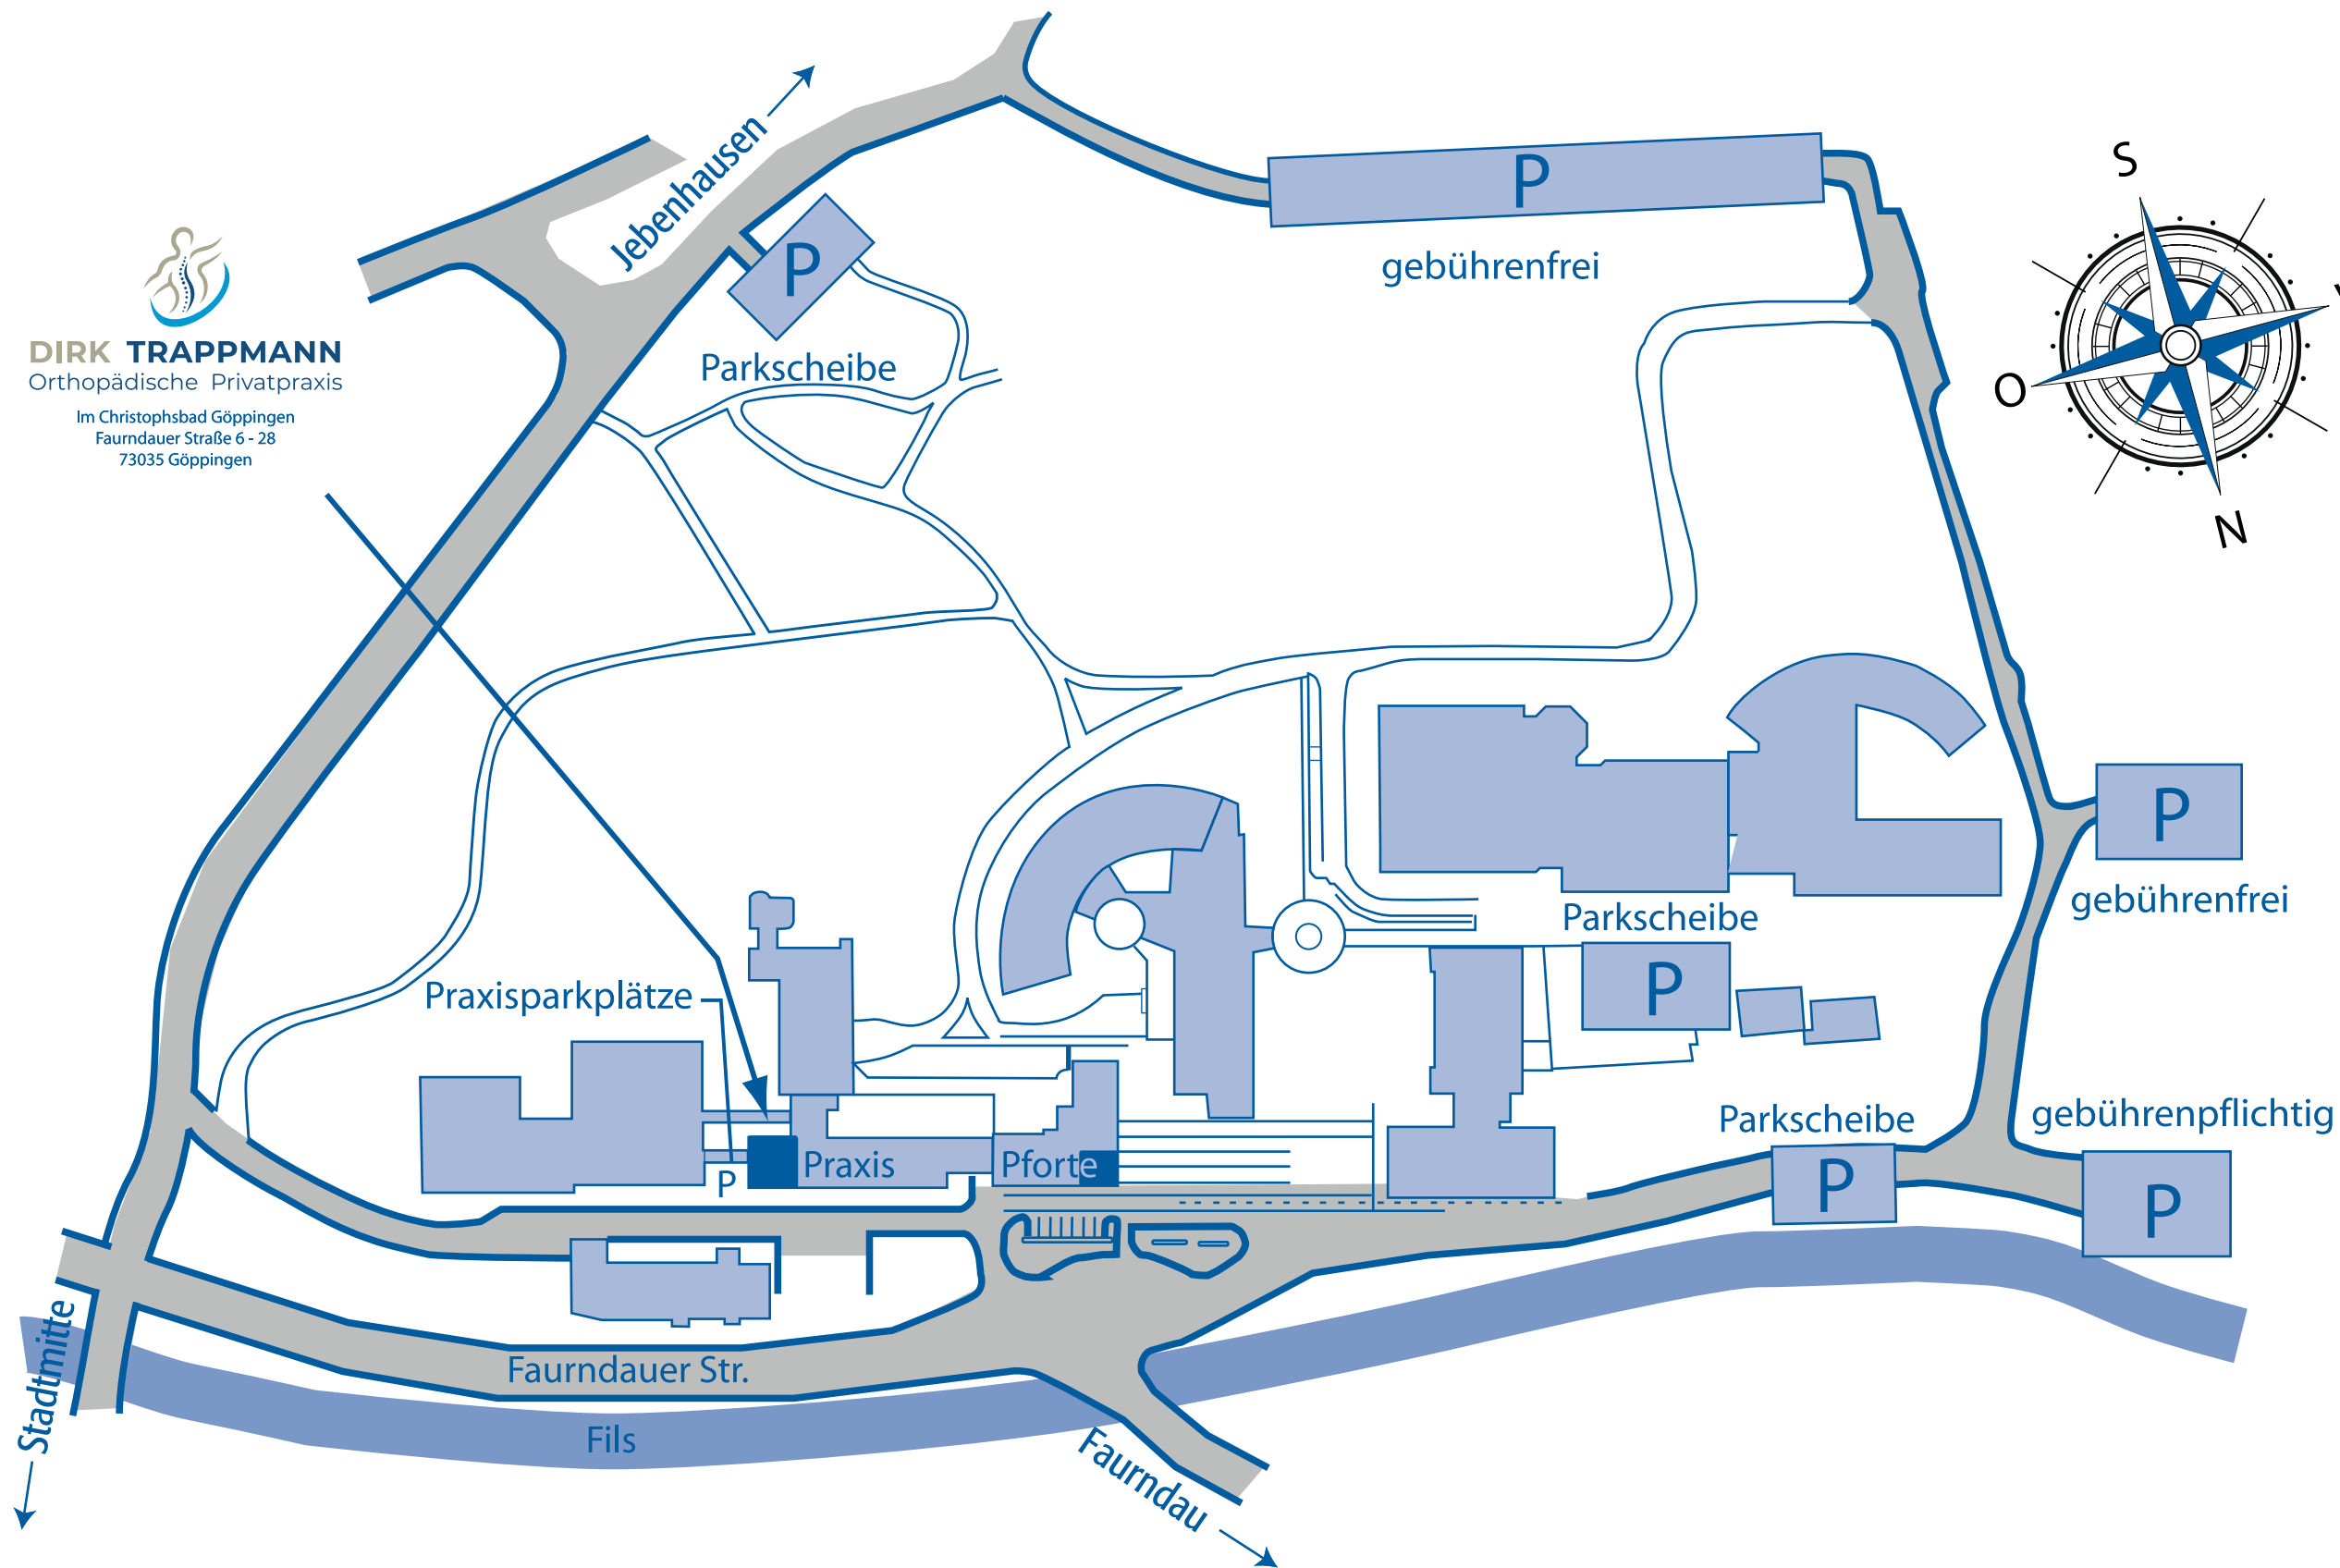 DIRK TRAPPMANN
Orthopädische Privatpraxis
Im Christophsbad Göppingen
Faurndauer Straße 6 - 28
73035 Göppingen
Jebenhausen
P
gebührenfrei
P
Parkscheibe
S
O
N
P
gebührenfrei
Parkscheibe
P
Praxisparkplätze
Parkscheibe
P
gebührenpflichtig
P
Praxis
P
Pforte
Faurndauer Str.
Stadtmitte
Fils
Faurndau